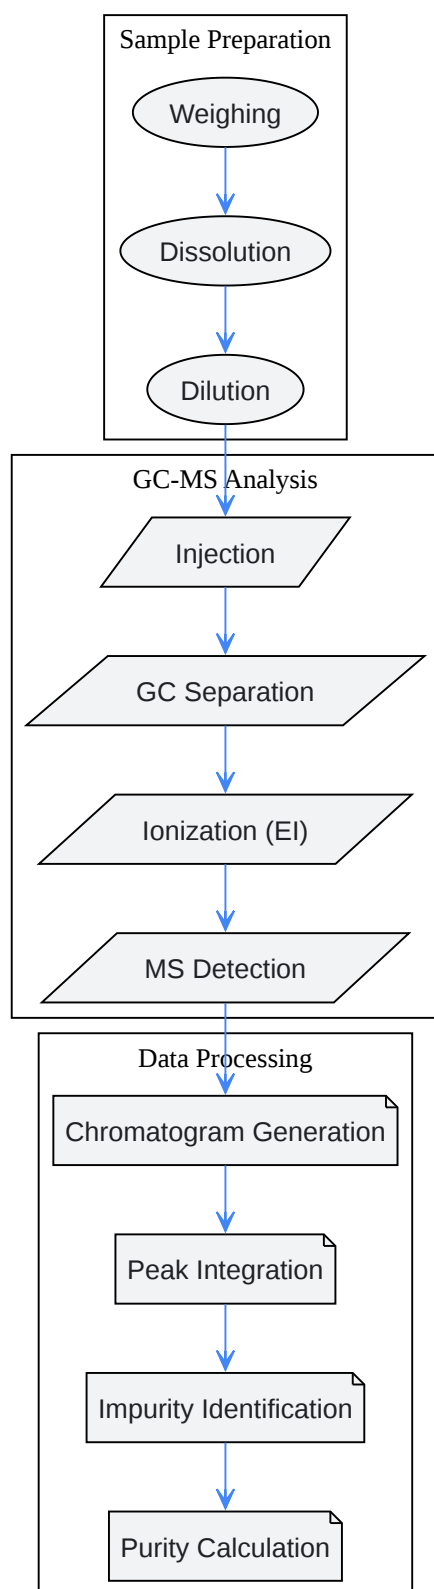 Sample Preparation
Weighing
Dissolution
Dilution
GC-MS Analysis
Injection
GC Separation
Ionization (EI)
MS Detection
Data Processing
Chromatogram Generation
Peak Integration
Impurity Identification
Purity Calculation